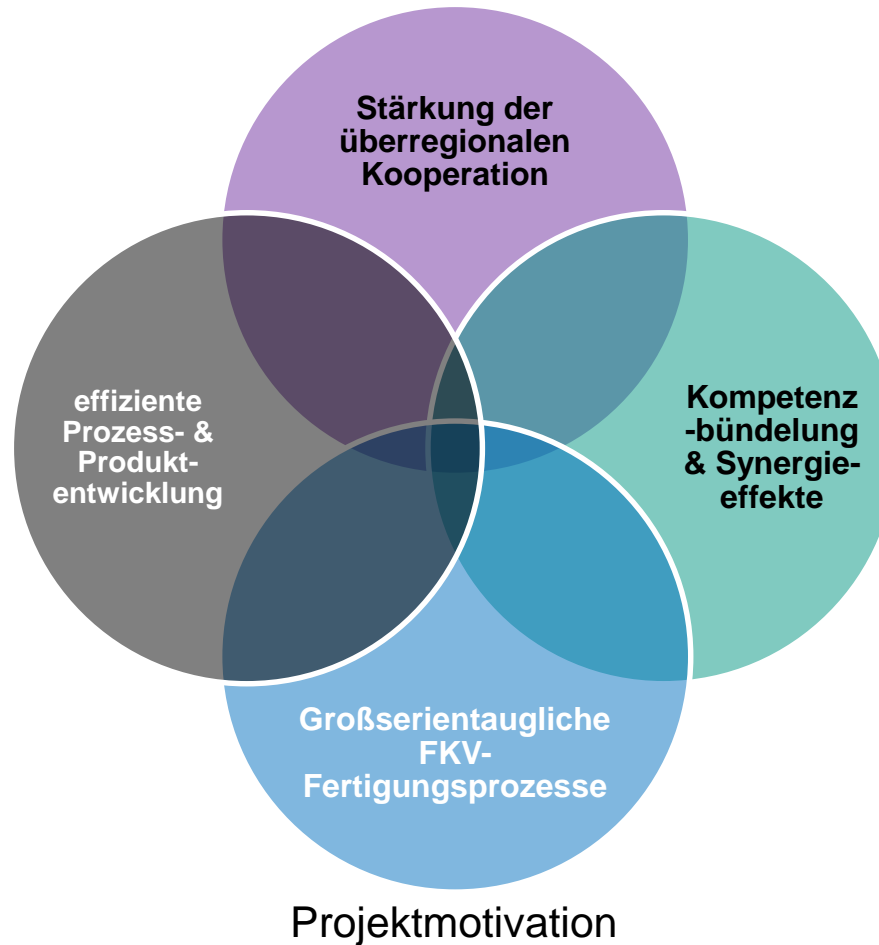 Stärkung der
überregionalen
Kooperation
effiziente
Prozess- &
Produkt-
entwicklung
Kompetenz
-bündelung
& Synergie-
effekte
Großserientaugliche
FKV-
Fertigungsprozesse
Projektmotivation